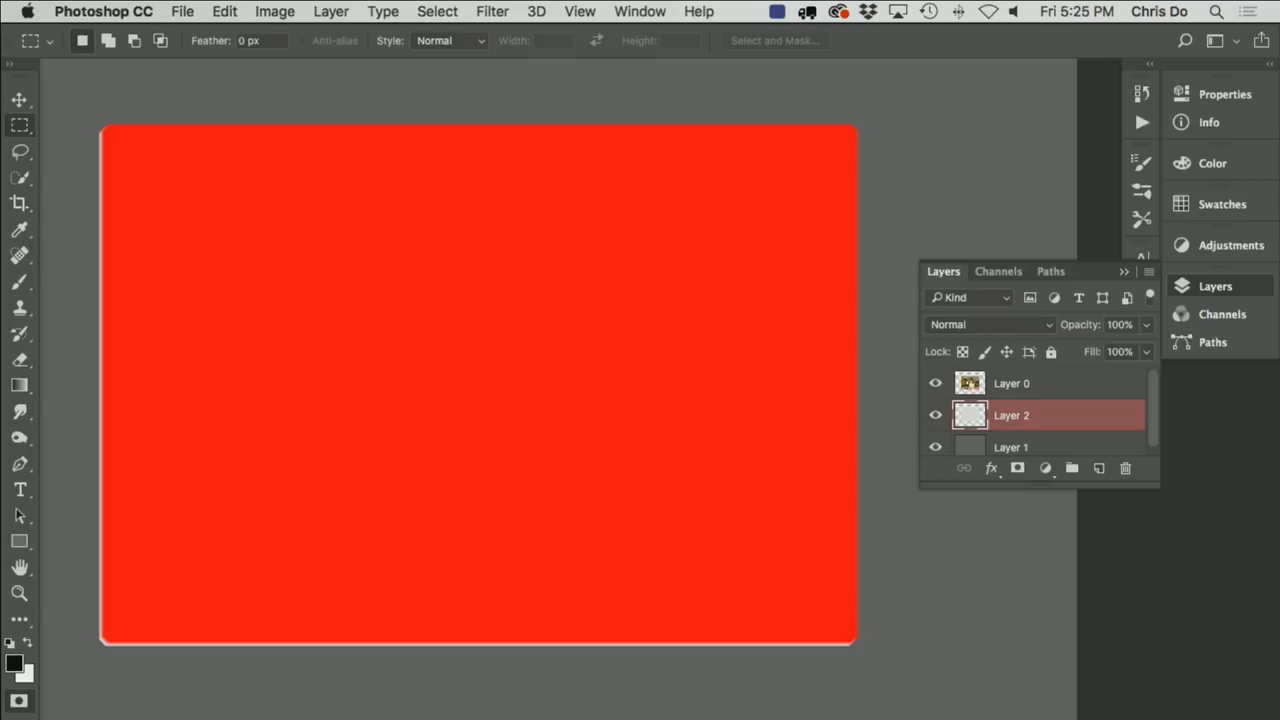 Photoshop CC File Edit Image Layer Type Select Filter 3D View Window Help Fri 5:25 PM Chris Do
Feather: 0 px Anti-alias Style: Normal Width: Height: Select and Mask...
Properties
Info
Color
Swatches
Adjustments
Layers
Channels
Paths
Layers Channels Paths
Kind
Normal Opacity: 100%
Lock: Fill: 100%
Layer 0
Layer 2
Layer 1
fx